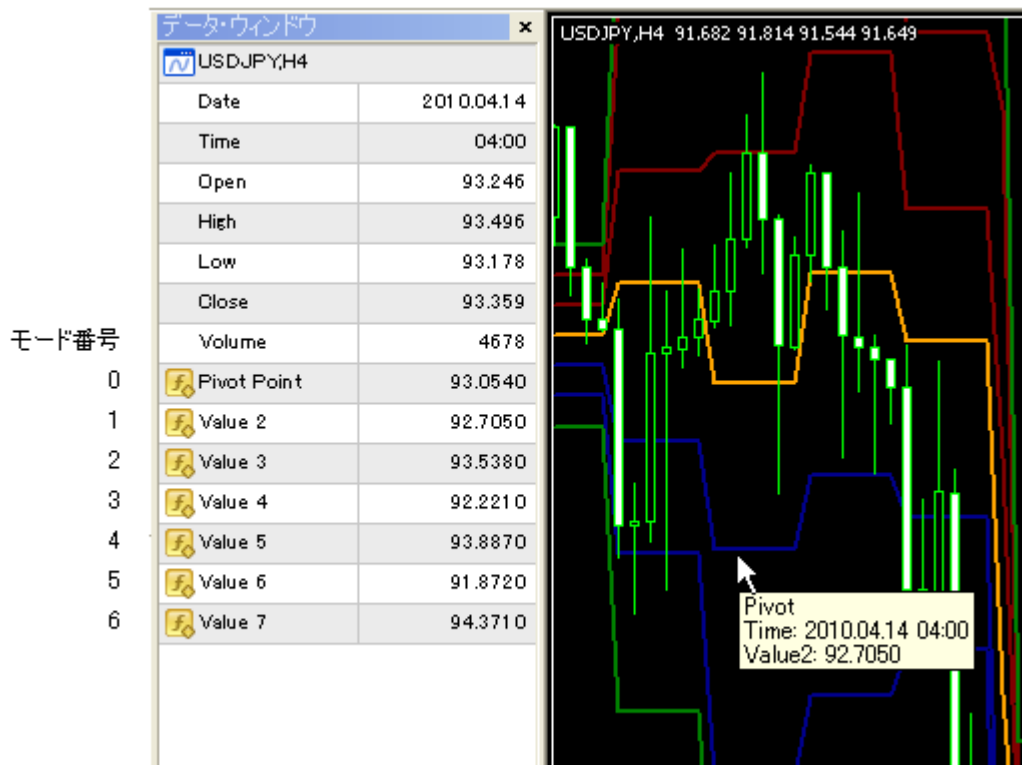 データ・ウィンドウ ×
USDJPY,H4
Date 2010.04.14
Time 04:00
Open 93.246
High 93.496
Low 93.178
Close 93.359
モード番号 Volume 4678
0 Pivot Point 93.0540
1 Value 2 92.7050
2 Value 3 93.5380
3 Value 4 92.2210
4 Value 5 93.8870
5 Value 6 91.8720
6 Value 7 94.3710
USDJPY,H4 91.682 91.814 91.544 91.649
Pivot
Time: 2010.04.14 04:00
Value2: 92.7050